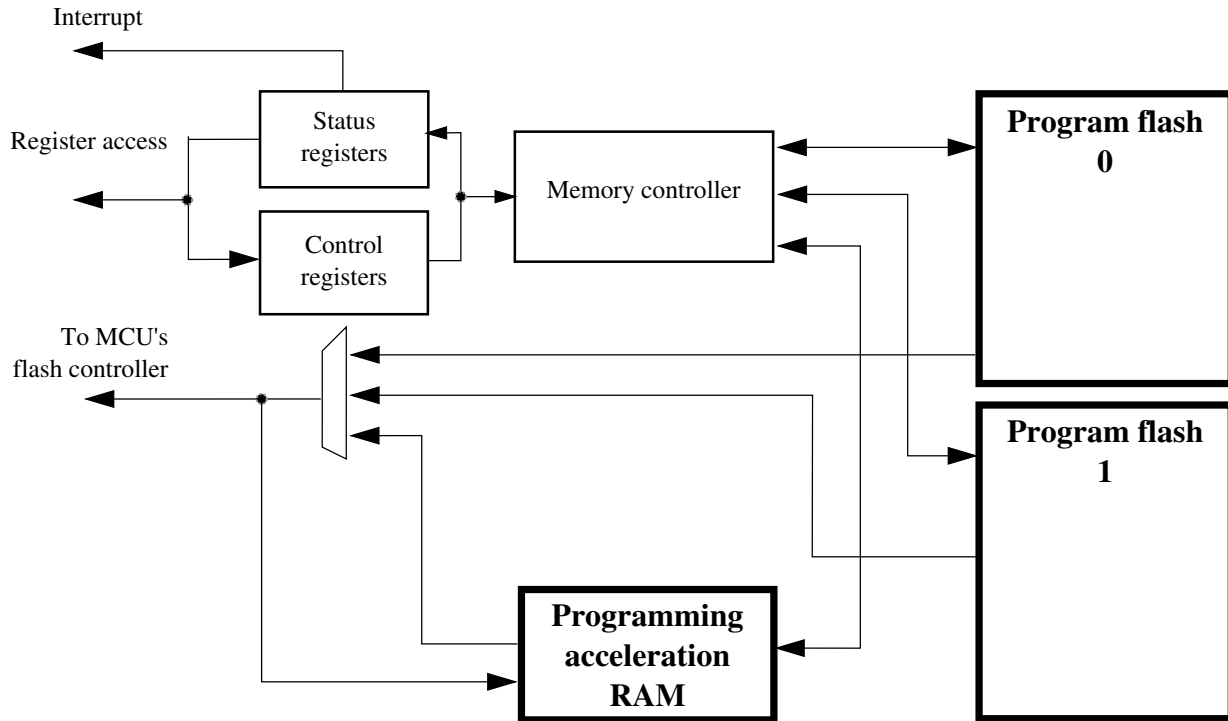 Interrupt
Register access
Status
registers
Control
registers
Memory controller
Program flash
0
To MCU's
flash controller
Program flash
1
Programming
acceleration
RAM